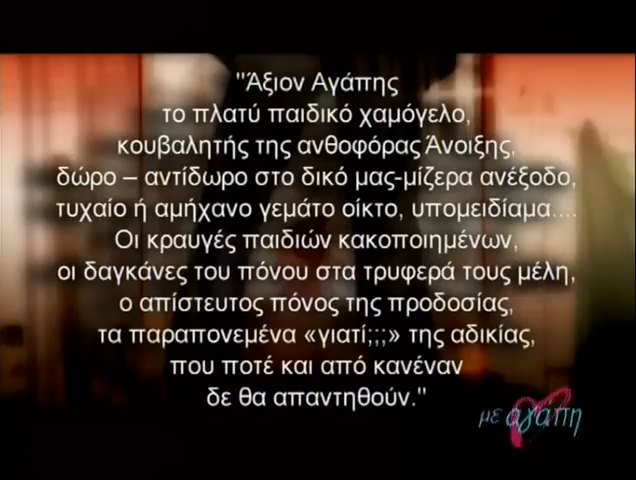 "Άξιον Αγάπης
το πλατύ παιδικό χαμόγελο,
κουβαλητής της ανθοφόρας Άνοιξης,
δώρο – αντίδωρο στο δικό μας-μίζερα ανέξοδο,
τυχαίο ή αμήχανο γεμάτο οίκτο, υπομειδίαμα....
Οι κραυγές παιδιών κακοποιημένων,
οι δαγκάνες του πόνου στα τρυφερά τους μέλη,
ο απίστευτος πόνος της προδοσίας,
τα παραπονεμένα «γιατί;;;» της αδικίας,
που ποτέ και από κανέναν
δε θα απαντηθούν."
με αγάπη